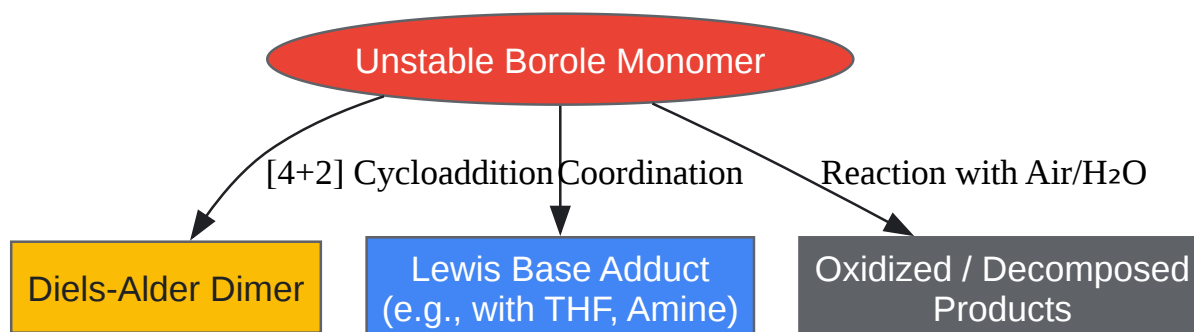 Unstable Borole Monomer
[4+2] Cycloaddition
Coordination
Reaction with Air/H₂O
Diels-Alder Dimer
Lewis Base Adduct
(e.g., with THF, Amine)
Oxidized / Decomposed
Products